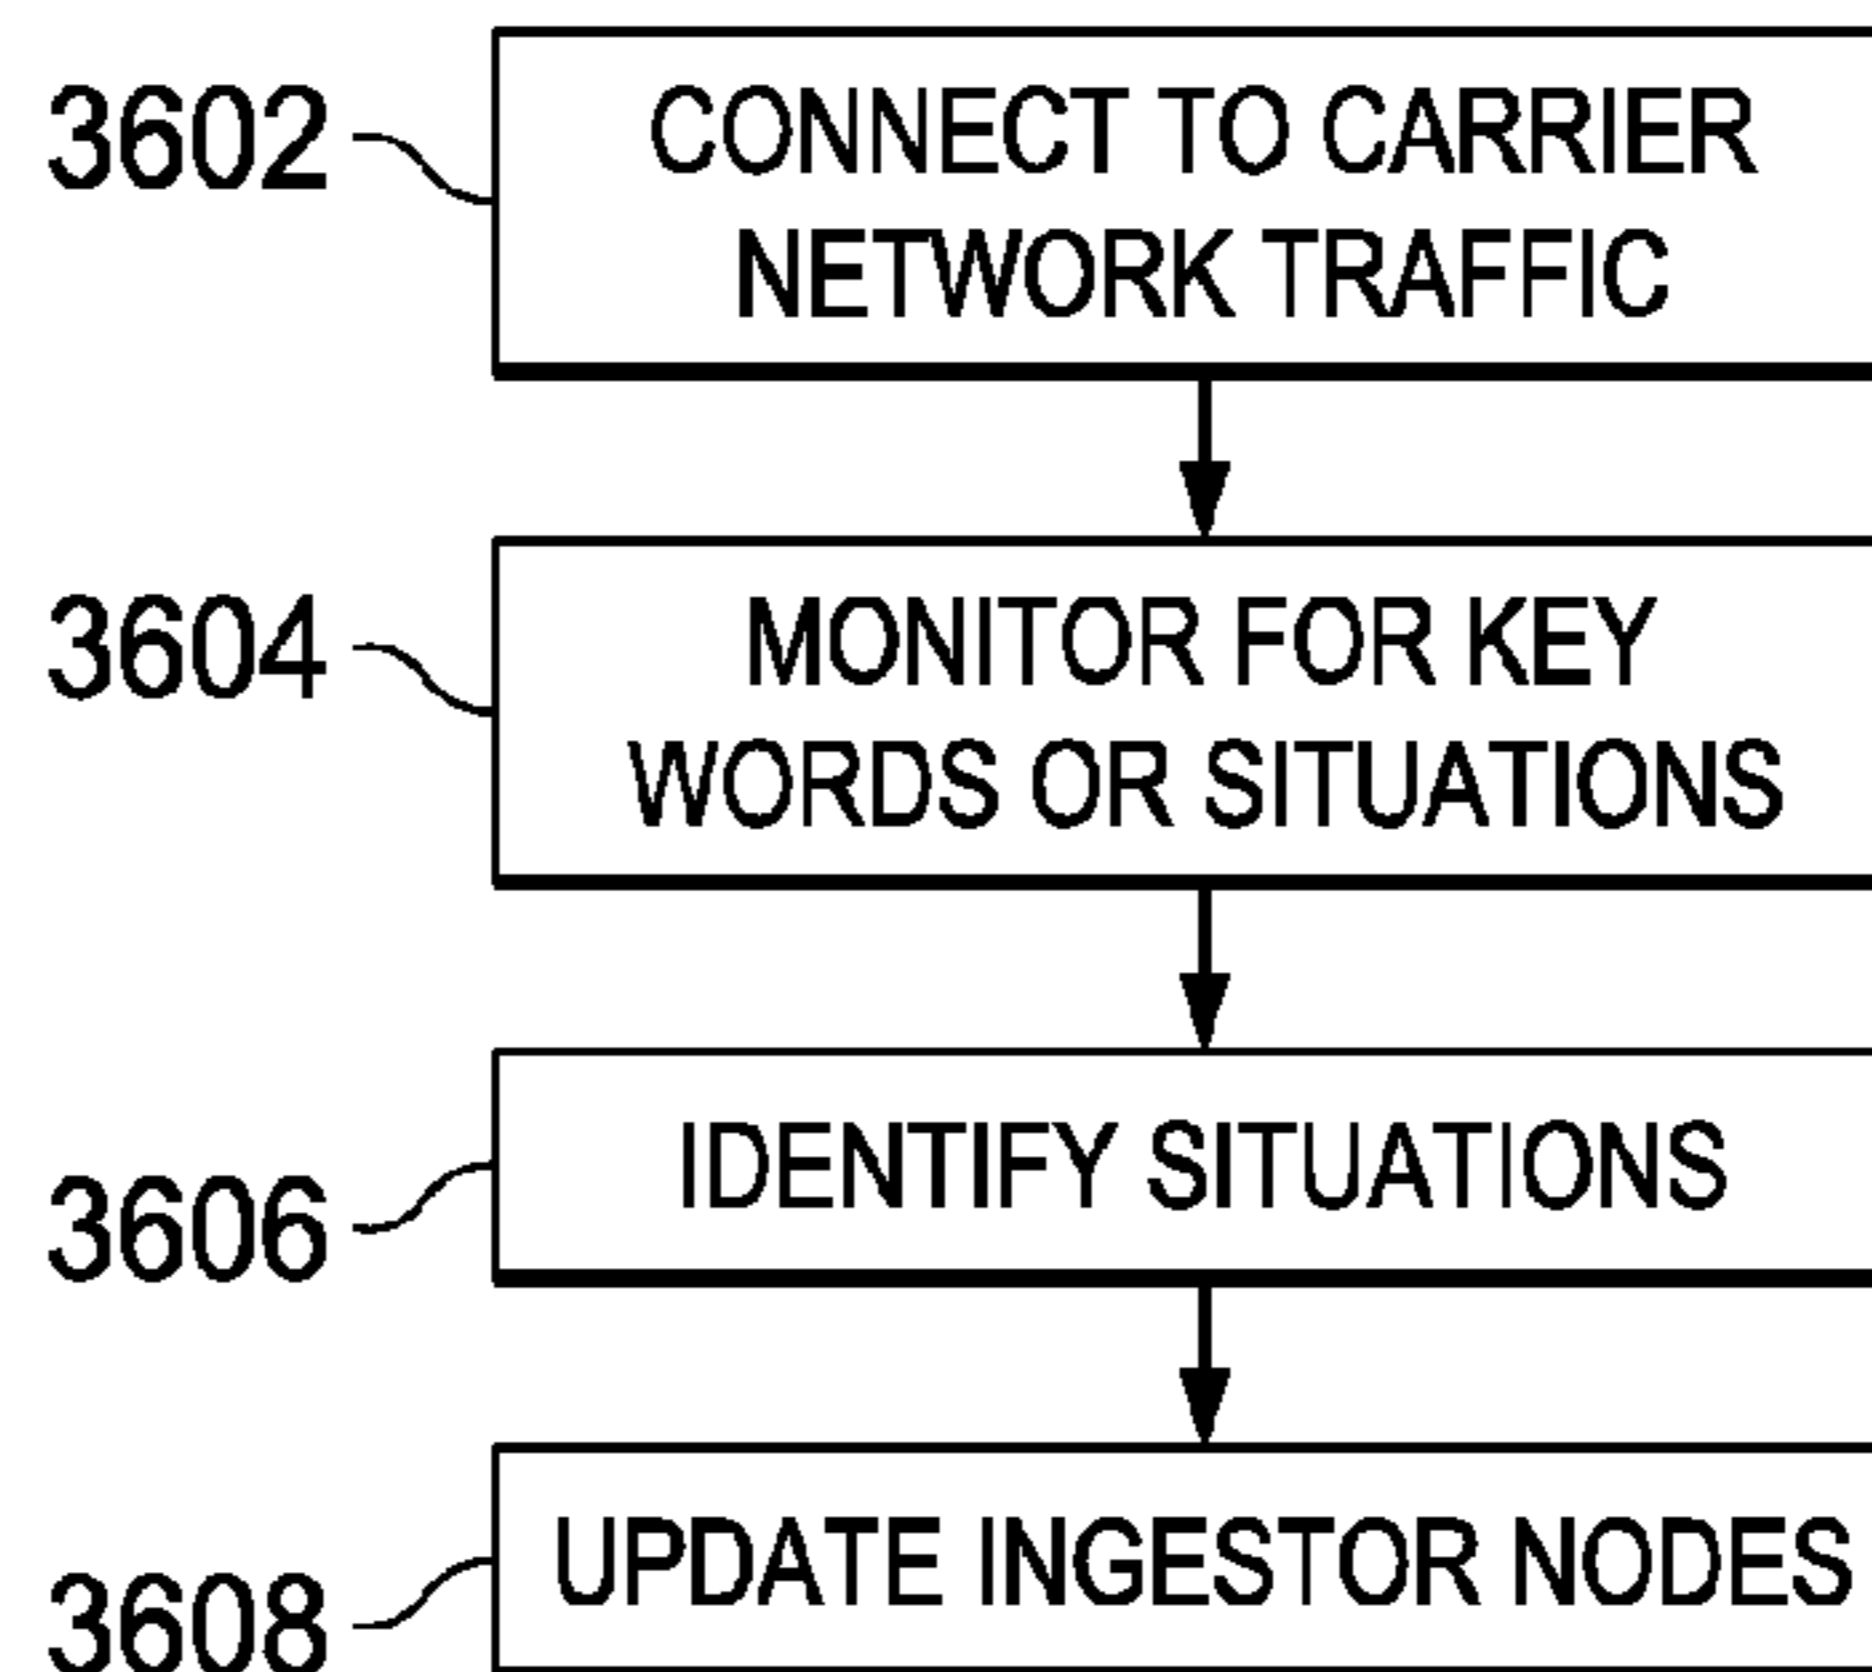 3602
CONNECT TO CARRIER
NETWORK TRAFFIC
3604
MONITOR FOR KEY
WORDS OR SITUATIONS
3606
IDENTIFY SITUATIONS
3608
UPDATE INGESTOR NODES